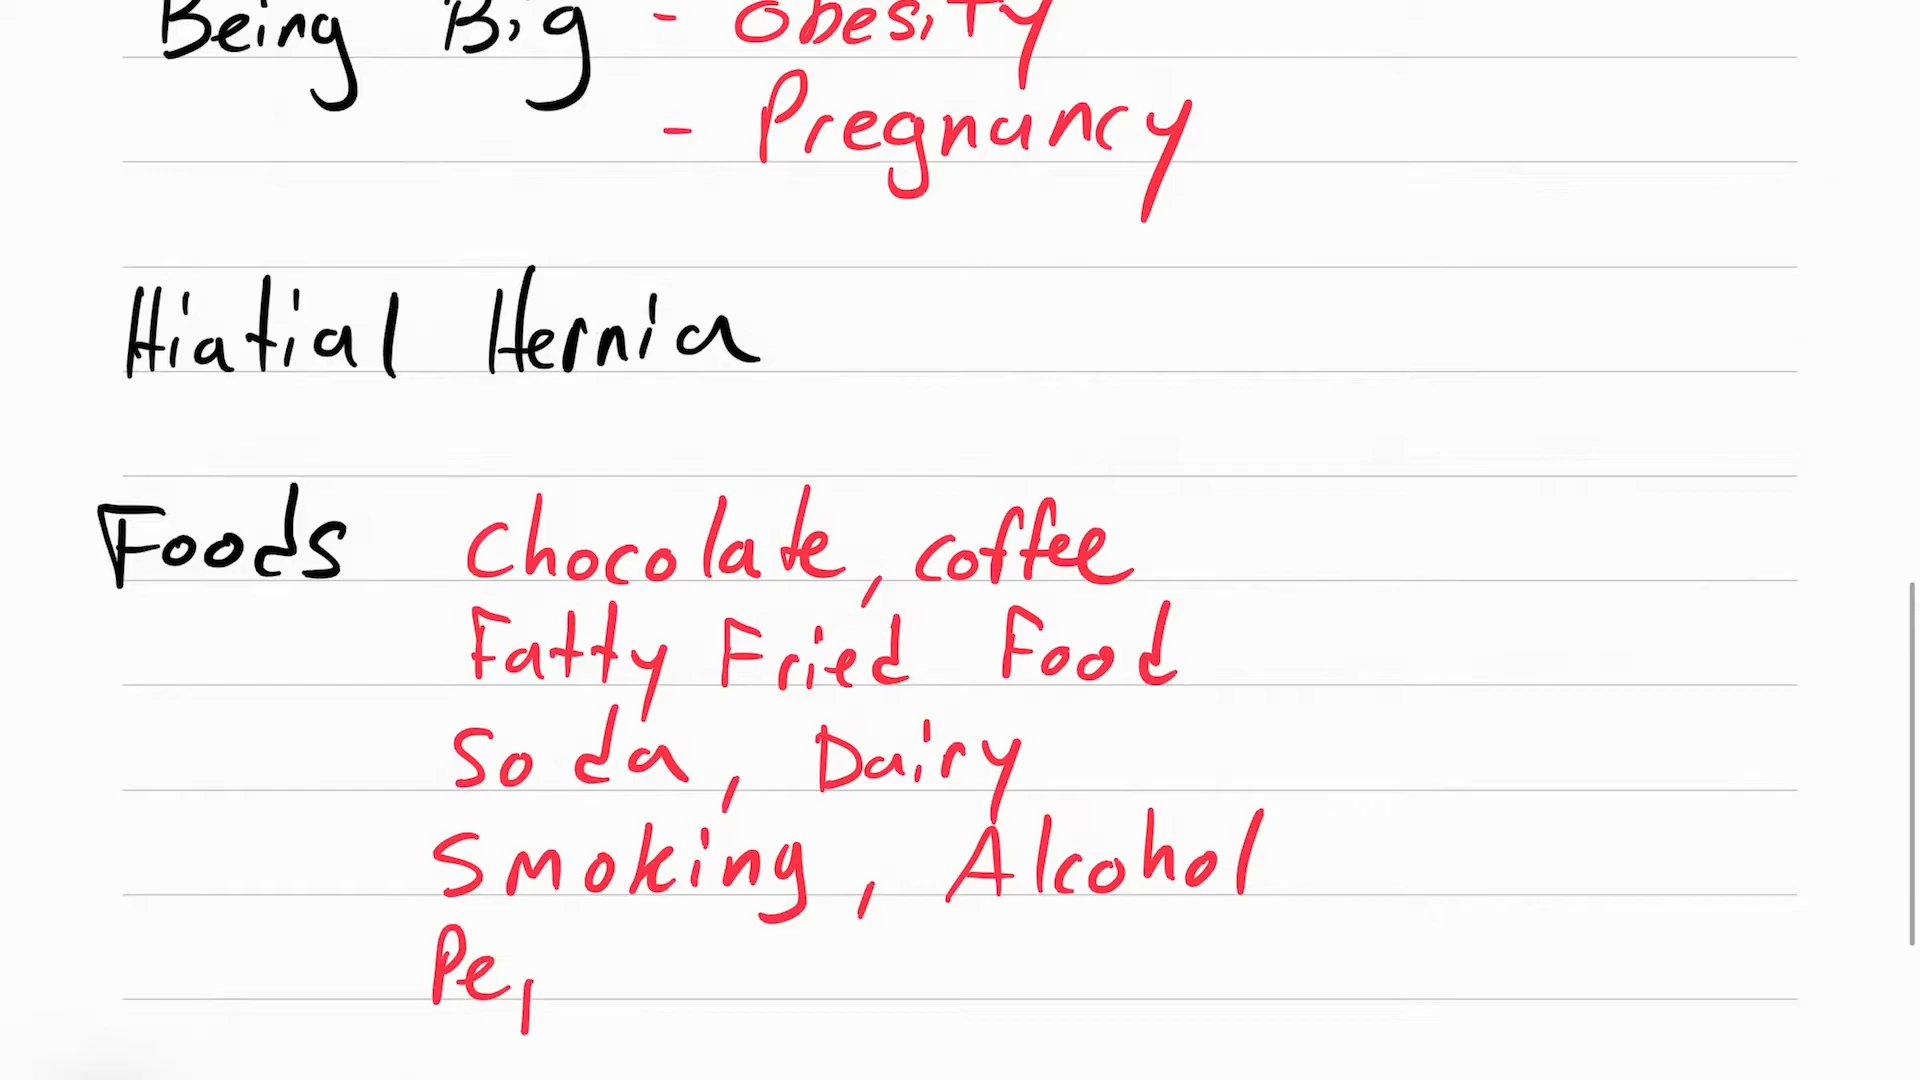 Being Big - Obesity
- Pregnancy
Hiatial Hernia
Foods Chocolate, coffee
Fatty Fried Food
Soda, Dairy
Smoking, Alcohol
Pe